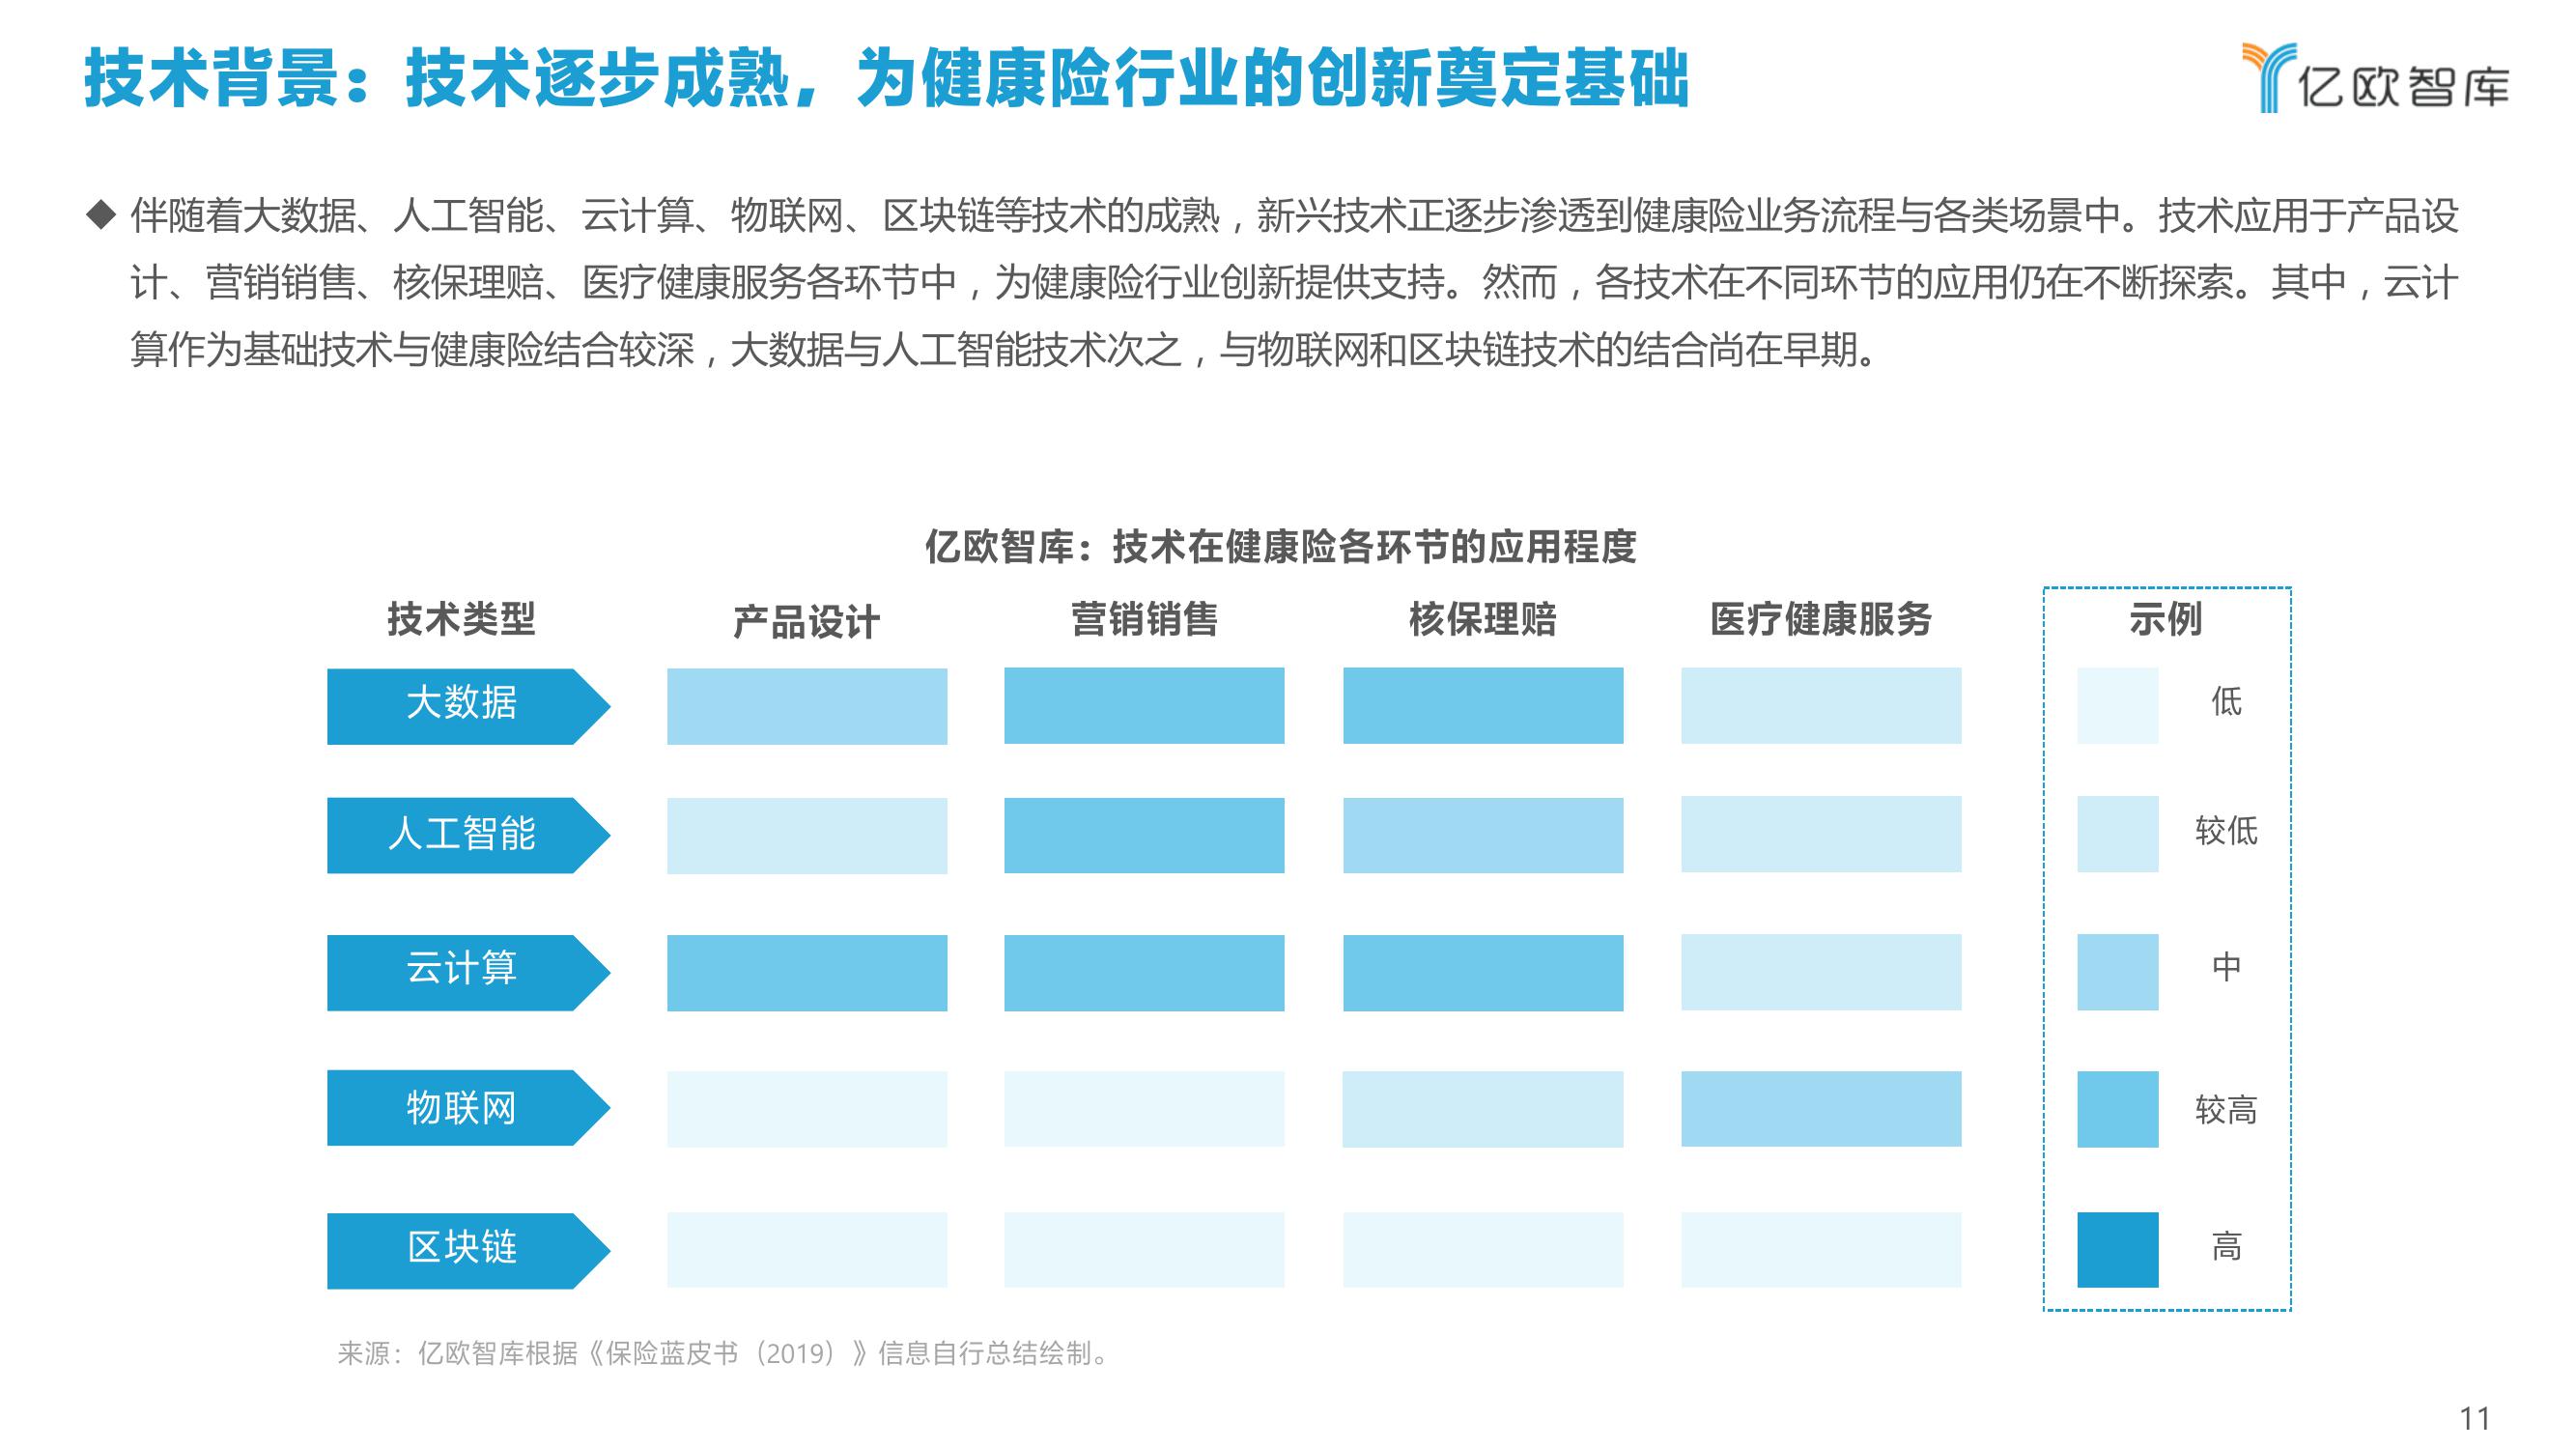 技术背景：技术逐步成熟，为健康险行业的创新奠定基础
亿欧智库
◆ 伴随着大数据、人工智能、云计算、物联网、区块链等技术的成熟，新兴技术正逐步渗透到健康险业务流程与各类场景中。技术应用于产品设
计、营销销售、核保理赔、医疗健康服务各环节中，为健康险行业创新提供支持。然而，各技术在不同环节的应用仍在不断探索。其中，云计
算作为基础技术与健康险结合较深，大数据与人工智能技术次之，与物联网和区块链技术的结合尚在早期。
亿欧智库：技术在健康险各环节的应用程度
技术类型 产品设计 营销销售 核保理赔 医疗健康服务 示例
大数据 低
人工智能 较低
云计算 中
物联网 较高
区块链 高
来源：亿欧智库根据《保险蓝皮书（2019）》信息自行总结绘制。
11